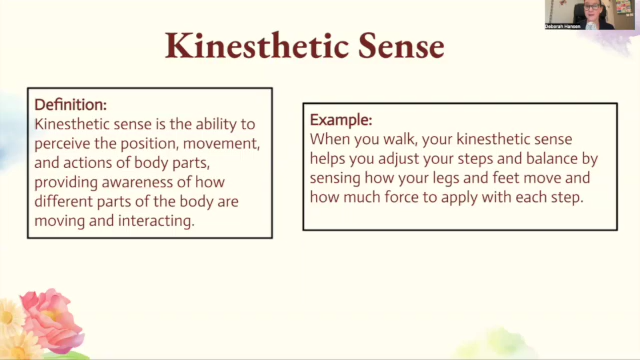 Deborah Hansen
Kinesthetic Sense
Definition:
Kinesthetic sense is the ability to
perceive the position, movement,
and actions of body parts,
providing awareness of how
different parts of the body are
moving and interacting.
Example:
When you walk, your kinesthetic sense
helps you adjust your steps and balance by
sensing how your legs and feet move and
how much force to apply with each step.